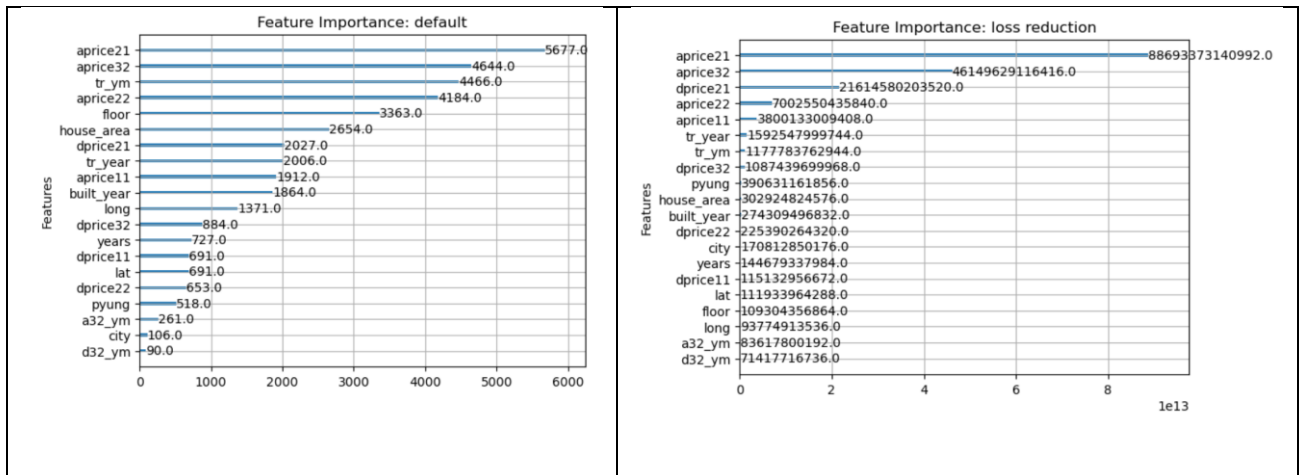 Feature Importance: default
Features
aprice21 5677.0
aprice32 4644.0
tr_ym 4466.0
aprice22 4184.0
floor 3363.0
house_area 2654.0
dprice21 2027.0
tr_year 2006.0
aprice11 1912.0
built_year 1864.0
long 1371.0
dprice32 884.0
years 727.0
dprice11 691.0
lat 691.0
dprice22 653.0
pyung 518.0
a32_ym 261.0
city 106.0
d32_ym 90.0
0 1000 2000 3000 4000 5000 6000
Feature Importance: loss reduction
Features
aprice21 88693373140992.0
aprice32 46149629116416.0
dprice21 21614580203520.0
aprice22 7002550435840.0
aprice11 3800133009408.0
tr_year 1592547999744.0
tr_ym 1177783762944.0
dprice32 1087439699968.0
pyung 390631161856.0
house_area 302924824576.0
built_year 274309496832.0
dprice22 225390264320.0
city 170812850176.0
years 144679337984.0
dprice11 115132956672.0
lat 111933964288.0
floor 109304356864.0
long 93774913536.0
a32_ym 83617800192.0
d32_ym 71417716736.0
0 2 4 6 8
1e13